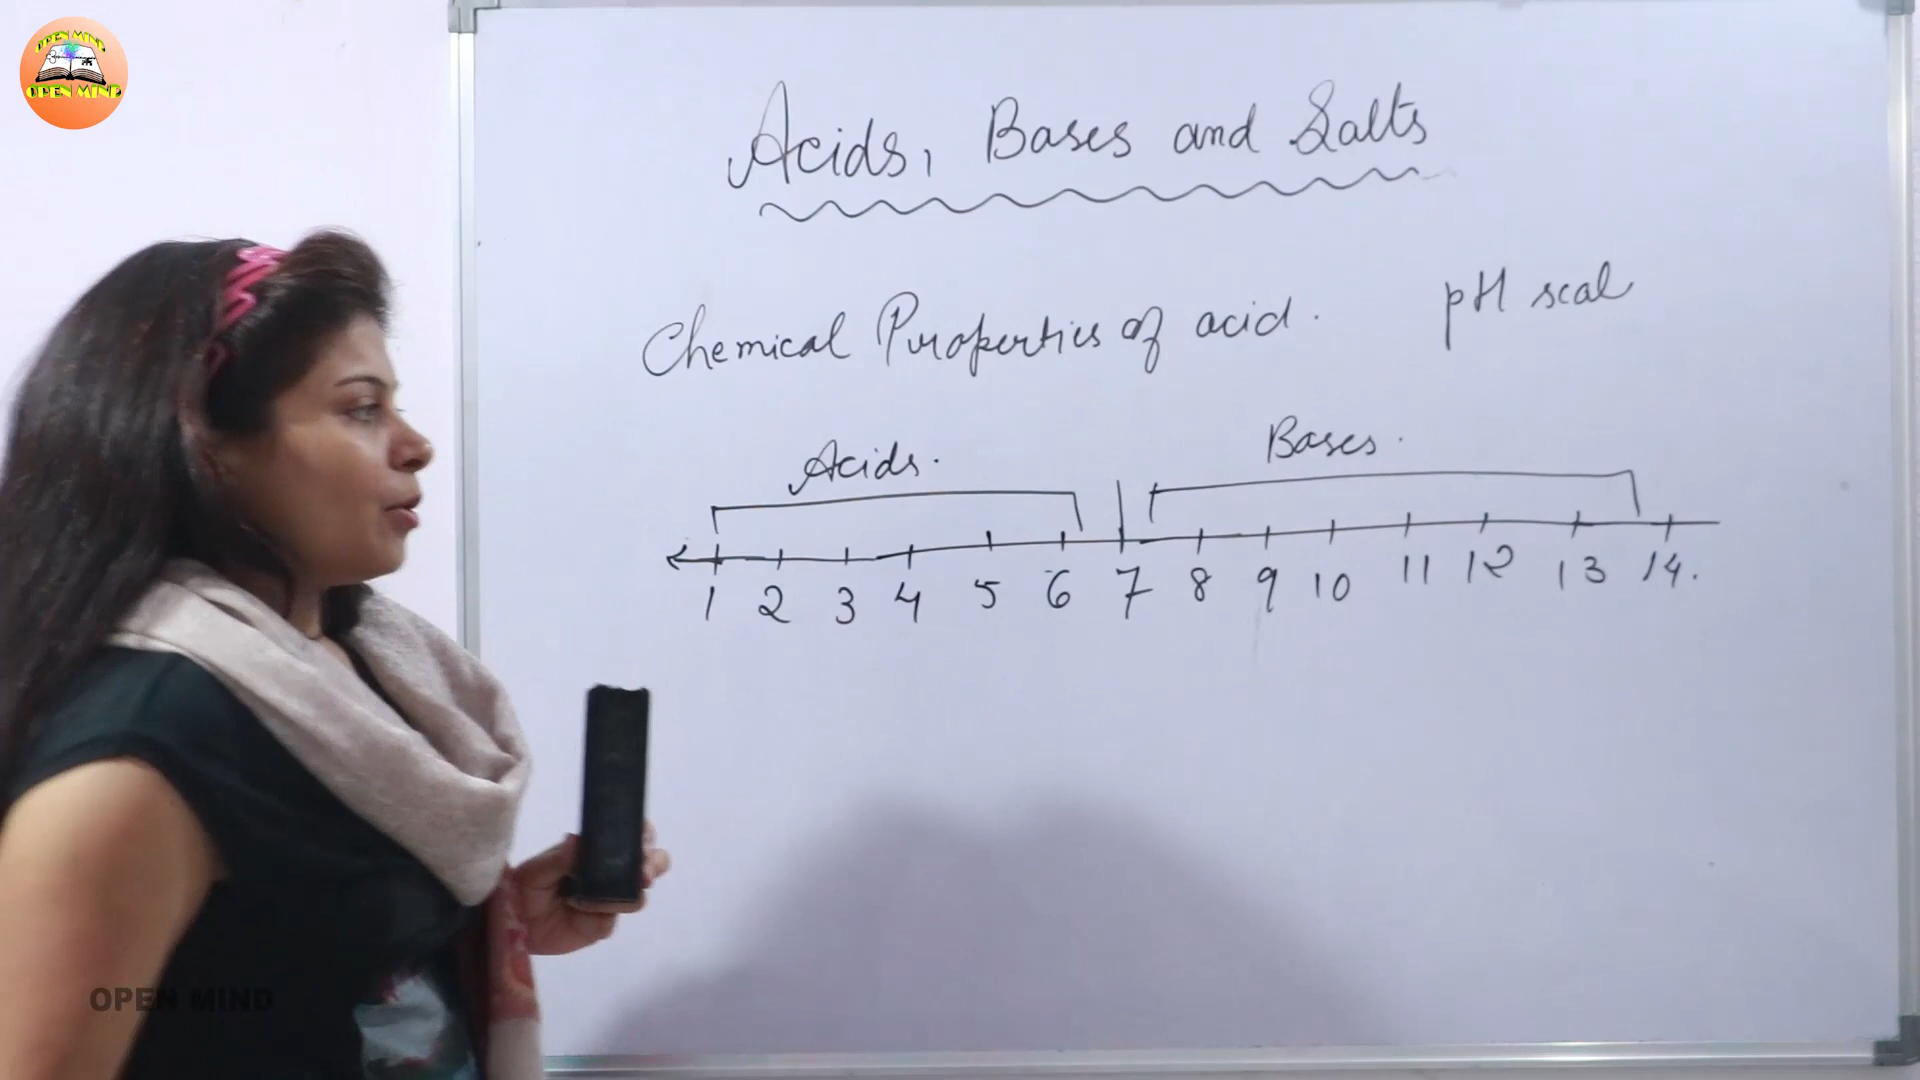 OPEN MIND
OPEN MIND
Acids, Bases and Salts
Chemical Properties of acid.
pH scal
Acids.
Bases.
1 2 3 4 5 6 7 8 9 10 11 12 13 14.
OPEN MIND